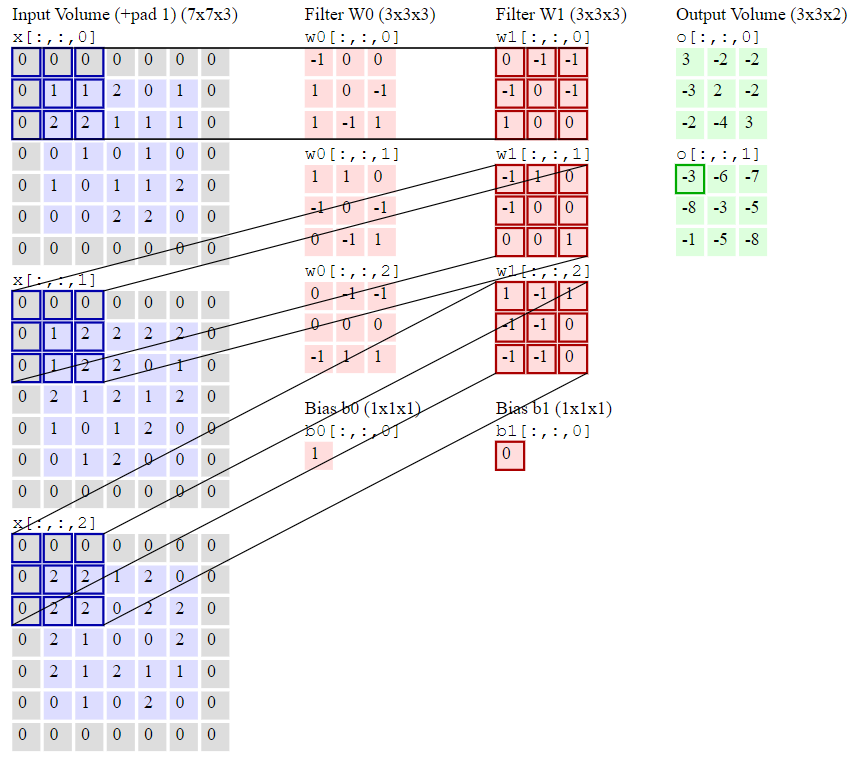 Input Volume (+pad 1) (7x7x3)
x[:,:,0]
0 0 0 0 0 0 0
0 1 1 2 0 1 0
0 2 2 1 1 1 0
0 0 1 0 1 0 0
0 1 0 1 1 2 0
0 0 0 2 2 0 0
0 0 0 0 0 0 0
x[:,:,1]
0 0 0 0 0 0 0
0 1 2 2 2 2 0
0 1 2 2 0 1 0
0 2 1 2 1 2 0
0 1 0 1 2 0 0
0 0 1 2 0 0 0
0 0 0 0 0 0 0
x[:,:,2]
0 0 0 0 0 0 0
0 2 2 1 2 0 0
0 2 2 0 2 2 0
0 2 1 0 0 2 0
0 2 1 2 1 1 0
0 0 1 0 2 0 0
0 0 0 0 0 0 0
Filter W0 (3x3x3)
w0[:,:,0]
-1 0 0
1 0 -1
1 -1 1
w0[:,:,1]
1 1 0
-1 0 -1
0 -1 1
w0[:,:,2]
0 -1 -1
0 0 0
-1 1 1
Bias b0 (1x1x1)
b0[:,:,0]
1
Filter W1 (3x3x3)
w1[:,:,0]
0 -1 -1
-1 0 -1
1 0 0
w1[:,:,1]
-1 1 0
-1 0 0
0 0 1
w1[:,:,2]
1 -1 1
-1 -1 0
-1 -1 0
Bias b1 (1x1x1)
b1[:,:,0]
0
Output Volume (3x3x2)
o[:,:,0]
3 -2 -2
-3 2 -2
-2 -4 3
o[:,:,1]
-3 -6 -7
-8 -3 -5
-1 -5 -8